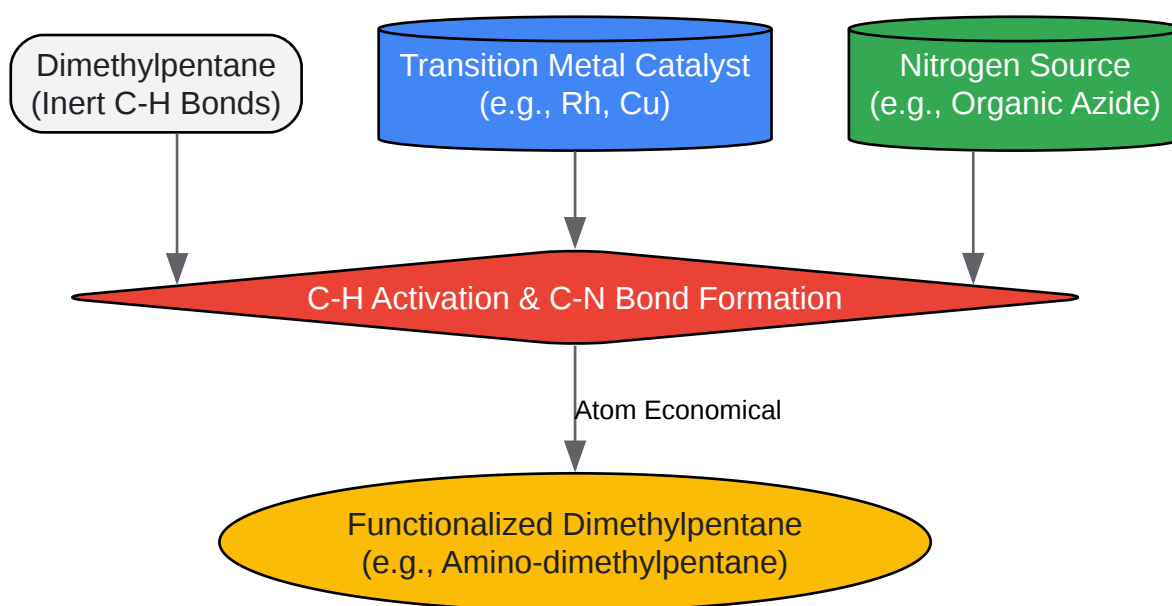 Dimethylpentane
(Inert C-H Bonds)
Transition Metal Catalyst
(e.g., Rh, Cu)
Nitrogen Source
(e.g., Organic Azide)
C-H Activation & C-N Bond Formation
Atom Economical
Functionalized Dimethylpentane
(e.g., Amino-dimethylpentane)